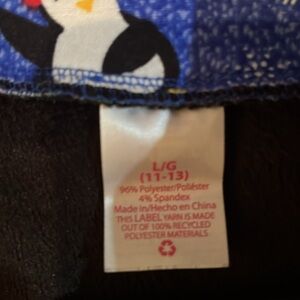 L/G
(11-13)
96% Polyester/Poliéster
4% Spandex
Made in/Hecho en China
THIS LABEL YARN IS MADE
OUT OF 100% RECYCLED
POLYESTER MATERIALS